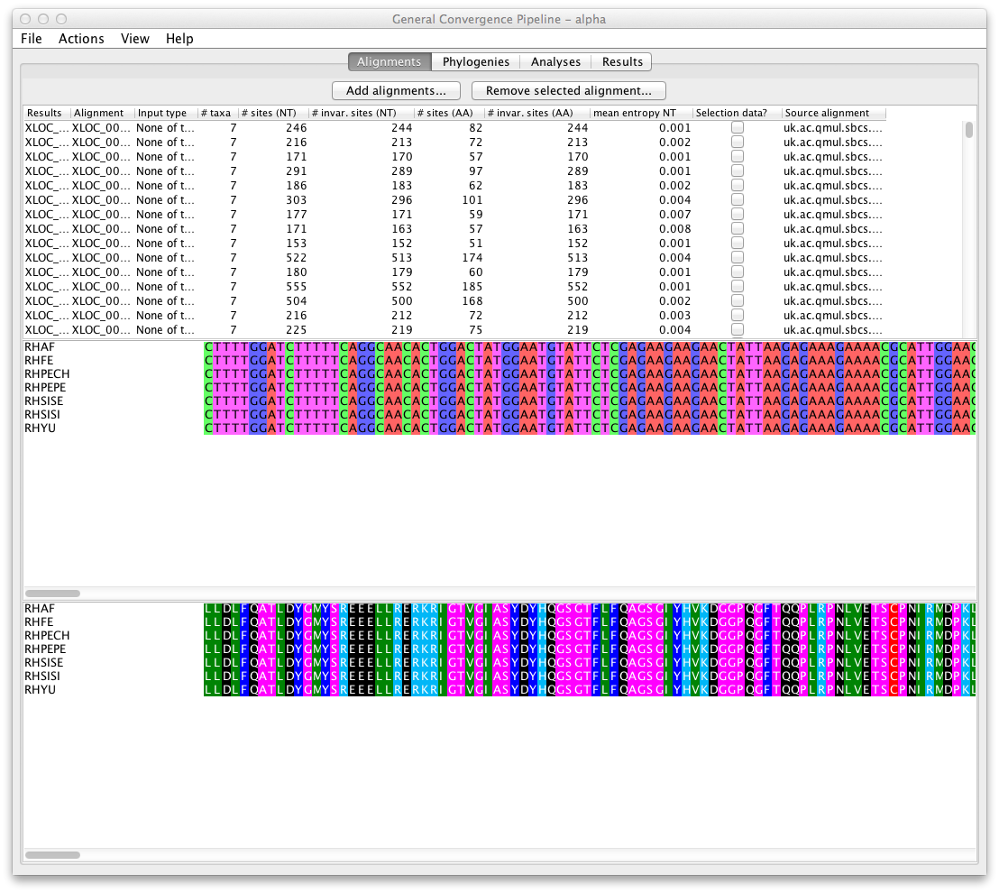 General Convergence Pipeline – alpha
File Actions View Help
Alignments Phylogenies Analyses Results
Add alignments... Remove selected alignment...
Results Alignment Input type # taxa # sites (NT) # invar. sites (NT) # sites (AA) # invar. sites (AA) mean entropy NT Selection data? Source alignment
XLOC_... XLOC_00... None of t... 7 246 244 82 244 0.001 uk.ac.qmul.sbcs....
XLOC_... XLOC_00... None of t... 7 216 213 72 213 0.002 uk.ac.qmul.sbcs....
XLOC_... XLOC_00... None of t... 7 171 170 57 170 0.001 uk.ac.qmul.sbcs....
XLOC_... XLOC_00... None of t... 7 291 289 97 289 0.001 uk.ac.qmul.sbcs....
XLOC_... XLOC_00... None of t... 7 186 183 62 183 0.002 uk.ac.qmul.sbcs....
XLOC_... XLOC_00... None of t... 7 303 296 101 296 0.004 uk.ac.qmul.sbcs....
XLOC_... XLOC_00... None of t... 7 177 171 59 171 0.007 uk.ac.qmul.sbcs....
XLOC_... XLOC_00... None of t... 7 171 163 57 163 0.008 uk.ac.qmul.sbcs....
XLOC_... XLOC_00... None of t... 7 153 152 51 152 0.001 uk.ac.qmul.sbcs....
XLOC_... XLOC_00... None of t... 7 522 513 174 513 0.004 uk.ac.qmul.sbcs....
XLOC_... XLOC_00... None of t... 7 180 179 60 179 0.001 uk.ac.qmul.sbcs....
XLOC_... XLOC_00... None of t... 7 555 552 185 552 0.001 uk.ac.qmul.sbcs....
XLOC_... XLOC_00... None of t... 7 504 500 168 500 0.002 uk.ac.qmul.sbcs....
XLOC_... XLOC_00... None of t... 7 216 212 72 212 0.003 uk.ac.qmul.sbcs....
XLOC_... XLOC_00... None of t... 7 225 219 75 219 0.004 uk.ac.qmul.sbcs....
RHAF CTTTTGGATCTTTTTCAGGCAACACTGGACTATGGAATGTATTCTCGAGAAGAAGAACTATTAAGAGAAAGAAAACGCATTGGAAC
RHFE CTTTTGGATCTTTTTCAGGCAACACTGGACTATGGAATGTATTCTCGAGAAGAAGAACTATTAAGAGAAAGAAAACGCATTGGAAC
RHPECH CTTTTGGATCTTTTTCAGGCAACACTGGACTATGGAATGTATTCTCGAGAAGAAGAACTATTAAGAGAAAGAAAACGCATTGGAAC
RHPEPE CTTTTGGATCTTTTTCAGGCAACACTGGACTATGGAATGTATTCTCGAGAAGAAGAACTATTAAGAGAAAGAAAACGCATTGGAAC
RHSISE CTTTTGGATCTTTTTCAGGCAACACTGGACTATGGAATGTATTCTCGAGAAGAAGAACTATTAAGAGAAAGAAAACGCATTGGAAC
RHSISI CTTTTGGATCTTTTTCAGGCAACACTGGACTATGGAATGTATTCTCGAGAAGAAGAACTATTAAGAGAAAGAAAACGCATTGGAAC
RHYU CTTTTGGATCTTTTTCAGGCAACACTGGACTATGGAATGTATTCTCGAGAAGAAGAACTATTAAGAGAAAGAAAACGCATTGGAAC
RHAF LLDLFQATLDYGMYSREEELLRERKRIGTVGIASYDYHQGSGTFLFQAGSGIYHVKDGGPQGFTQQPLRPNLVETSCPNIRMDPKL
RHFE LLDLFQATLDYGMYSREEELLRERKRIGTVGIASYDYHQGSGTFLFQAGSGIYHVKDGGPQGFTQQPLRPNLVETSCPNIRMDPKL
RHPECH LLDLFQATLDYGMYSREEELLRERKRIGTVGIASYDYHQGSGTFLFQAGSGIYHVKDGGPQGFTQQPLRPNLVETSCPNIRMDPKL
RHPEPE LLDLFQATLDYGMYSREEELLRERKRIGTVGIASYDYHQGSGTFLFQAGSGIYHVKDGGPQGFTQQPLRPNLVETSCPNIRMDPKL
RHSISE LLDLFQATLDYGMYSREEELLRERKRIGTVGIASYDYHQGSGTFLFQAGSGIYHVKDGGPQGFTQQPLRPNLVETSCPNIRMDPKL
RHSISI LLDLFQATLDYGMYSREEELLRERKRIGTVGIASYDYHQGSGTFLFQAGSGIYHVKDGGPQGFTQQPLRPNLVETSCPNIRMDPKL
RHYU LLDLFQATLDYGMYSREEELLRERKRIGTVGIASYDYHQGSGTFLFQAGSGIYHVKDGGPQGFTQQPLRPNLVETSCPNIRMDPKL